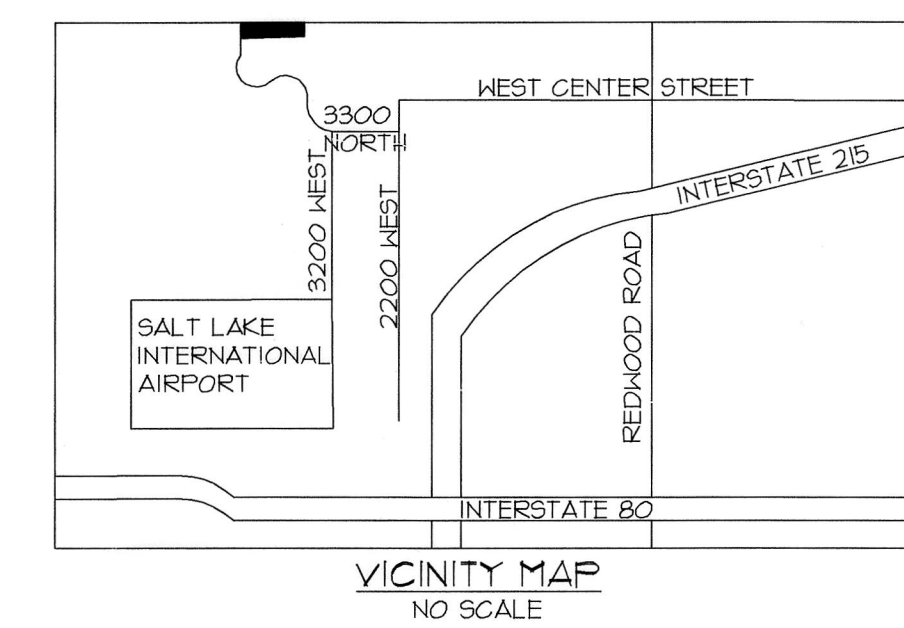 WEST CENTER STREET
3300
NORTH
INTERSTATE 215
3200 WEST
2200 WEST
REDWOOD ROAD
SALT LAKE
INTERNATIONAL
AIRPORT
INTERSTATE 80
VICINITY MAP
NO SCALE